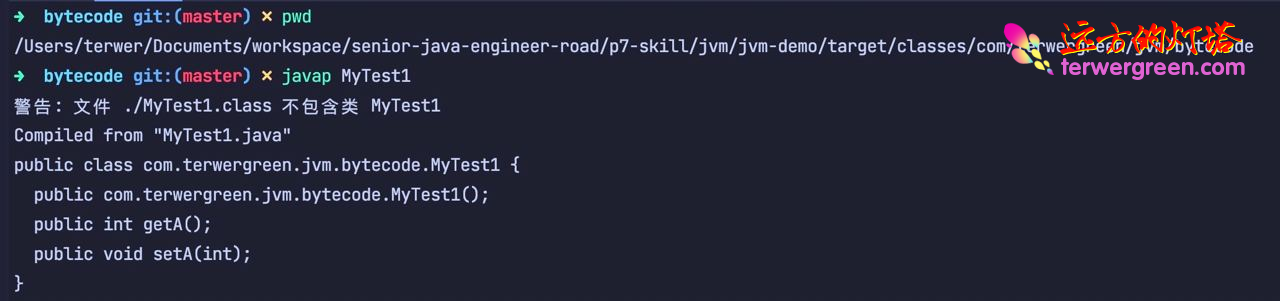 ➜ bytecode git:(master) ✗ pwd
/Users/terwer/Documents/workspace/senior-java-engineer-road/p7-skill/jvm/jvm-demo/target/classes/com/terwergreen/jvm/bytecode
远方的灯塔
terwergreen.com
➜ bytecode git:(master) ✗ javap MyTest1
警告: 文件 ./MyTest1.class 不包含类 MyTest1
Compiled from "MyTest1.java"
public class com.terwergreen.jvm.bytecode.MyTest1 {
  public com.terwergreen.jvm.bytecode.MyTest1();
  public int getA();
  public void setA(int);
}